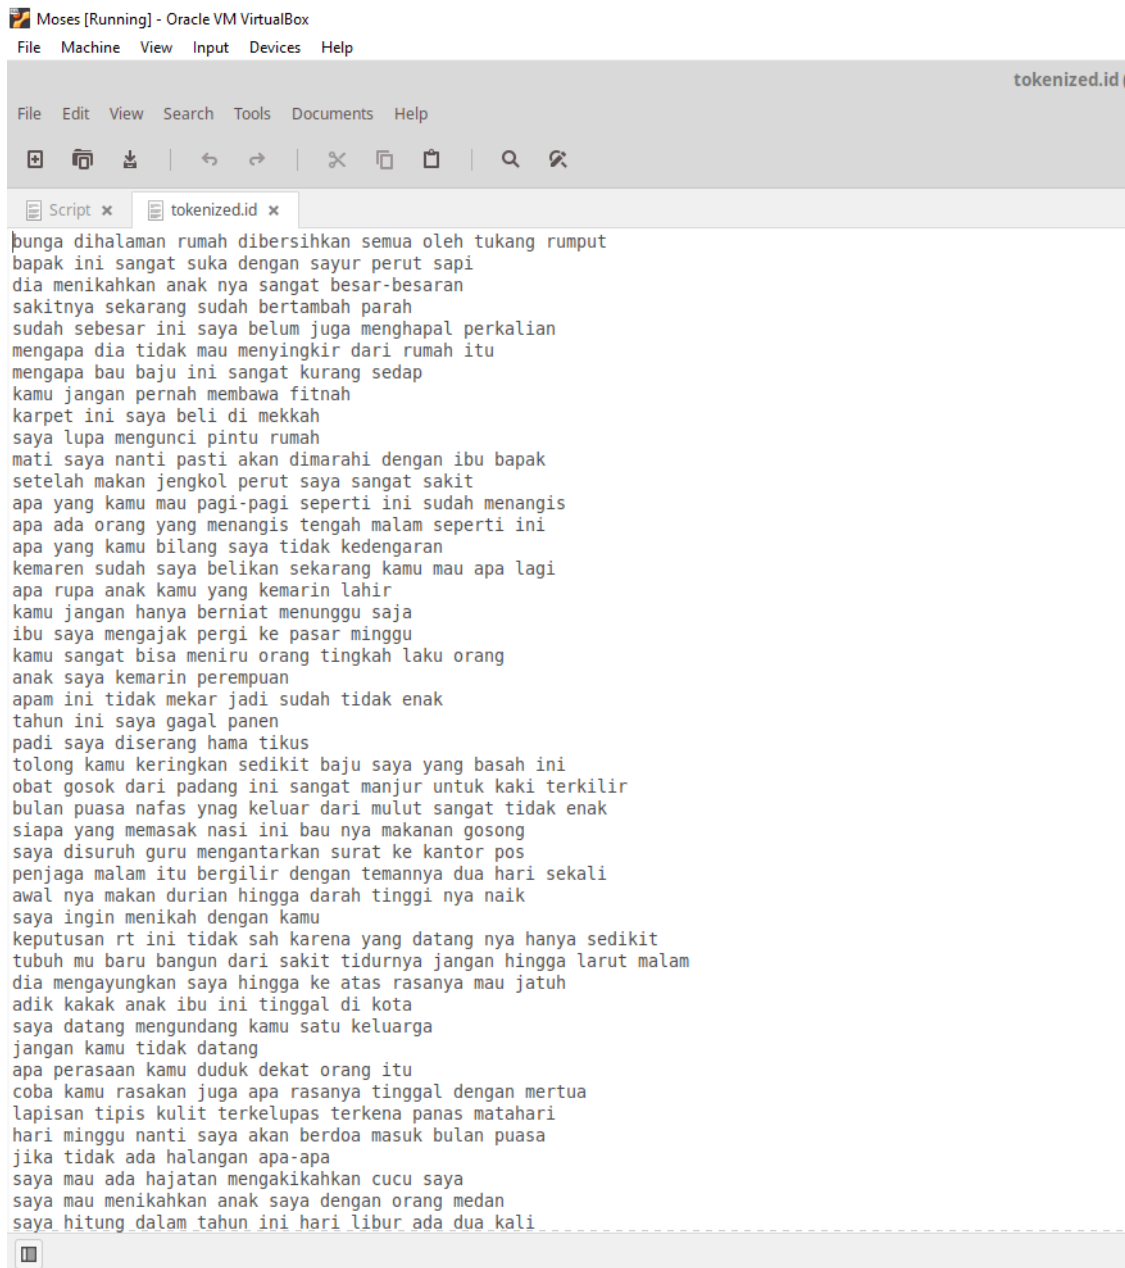 Moses [Running] - Oracle VM VirtualBox
File Machine View Input Devices Help
tokenized.id (
File Edit View Search Tools Documents Help
Script × tokenized.id ×
bunga dihalaman rumah dibersihkan semua oleh tukang rumput
bapak ini sangat suka dengan sayur perut sapi
dia menikahkan anak nya sangat besar-besaran
sakitnya sekarang sudah bertambah parah
sudah sebesar ini saya belum juga menghapal perkalian
mengapa dia tidak mau menyingkir dari rumah itu
mengapa bau baju ini sangat kurang sedap
kamu jangan pernah membawa fitnah
karpet ini saya beli di mekkah
saya lupa mengunci pintu rumah
mati saya nanti pasti akan dimarahi dengan ibu bapak
setelah makan jengkol perut saya sangat sakit
apa yang kamu mau pagi-pagi seperti ini sudah menangis
apa ada orang yang menangis tengah malam seperti ini
apa yang kamu bilang saya tidak kedengaran
kemaren sudah saya belikan sekarang kamu mau apa lagi
apa rupa anak kamu yang kemarin lahir
kamu jangan hanya berniat menunggu saja
ibu saya mengajak pergi ke pasar minggu
kamu sangat bisa meniru orang tingkah laku orang
anak saya kemarin perempuan
apam ini tidak mekar jadi sudah tidak enak
tahun ini saya gagal panen
padi saya diserang hama tikus
tolong kamu keringkan sedikit baju saya yang basah ini
obat gosok dari padang ini sangat manjur untuk kaki terkilir
bulan puasa nafas ynag keluar dari mulut sangat tidak enak
siapa yang memasak nasi ini bau nya makanan gosong
saya disuruh guru mengantarkan surat ke kantor pos
penjaga malam itu bergilir dengan temannya dua hari sekali
awal nya makan durian hingga darah tinggi nya naik
saya ingin menikah dengan kamu
keputusan rt ini tidak sah karena yang datang nya hanya sedikit
tubuh mu baru bangun dari sakit tidurnya jangan hingga larut malam
dia mengayungkan saya hingga ke atas rasanya mau jatuh
adik kakak anak ibu ini tinggal di kota
saya datang mengundang kamu satu keluarga
jangan kamu tidak datang
apa perasaan kamu duduk dekat orang itu
coba kamu rasakan juga apa rasanya tinggal dengan mertua
lapisan tipis kulit terkelupas terkena panas matahari
hari minggu nanti saya akan berdoa masuk bulan puasa
jika tidak ada halangan apa-apa
saya mau ada hajatan mengakikahkan cucu saya
saya mau menikahkan anak saya dengan orang medan
saya hitung dalam tahun ini hari libur ada dua kali